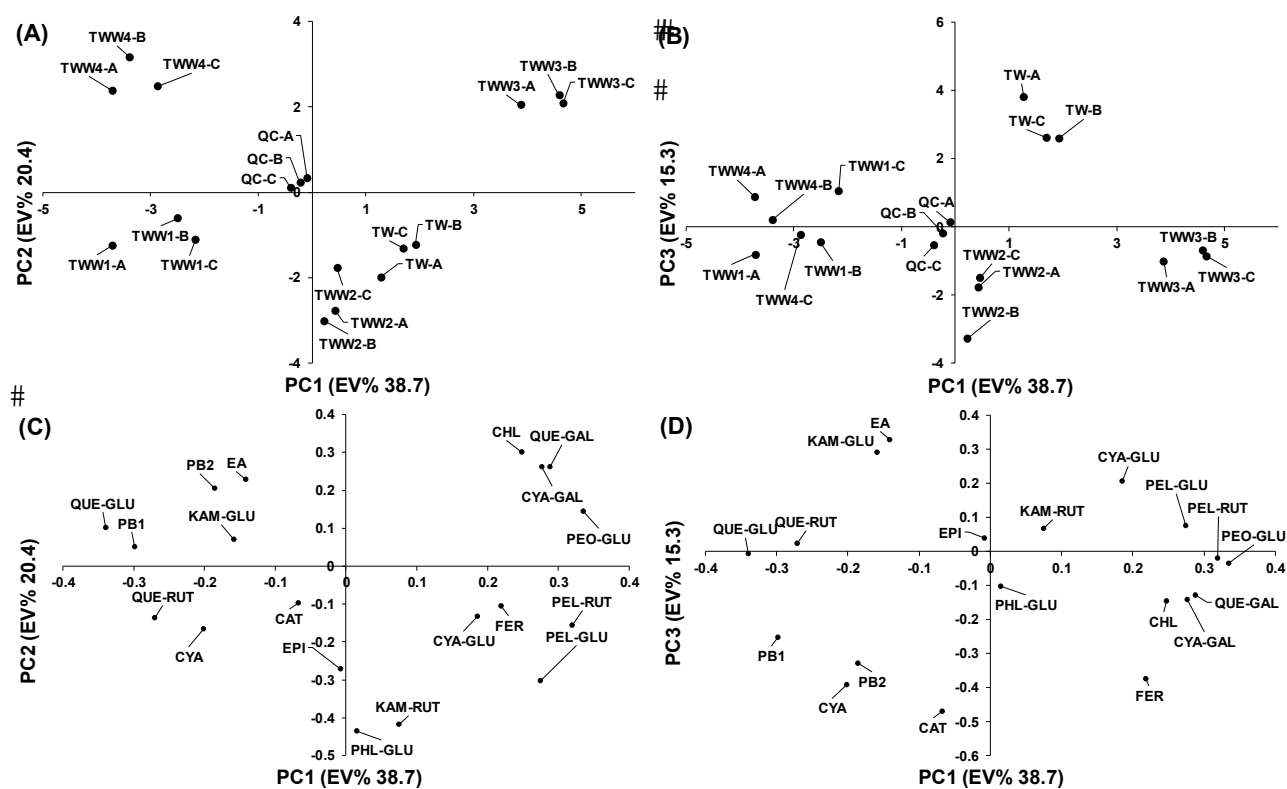 (A)
4
2
-2
-4
-5
-3
-1
1
3
5
TWW4-B
TWW4-A
TWW4-C
TWW3-B
TWW3-A
TWW3-C
QC-A
QC-B
QC-C
TWW1-B
TWW1-A
TWW1-C
TW-C
TW-B
TW-A
TWW2-C
TWW2-A
TWW2-B
PC2 (EV% 20.4)
PC1 (EV% 38.7)
#
(B)
#
6
4
2
0
-2
-4
-5
-3
-1
1
3
5
TW-A
TW-C
TW-B
TWW4-A
TWW1-C
TWW4-B
QC-A
QC-B
QC-C
TWW1-A
TWW1-B
TWW4-C
TWW3-B
TWW3-C
TWW3-A
TWW2-C
TWW2-A
TWW2-B
PC3 (EV% 15.3)
PC1 (EV% 38.7)
#
(C)
0.4
0.3
0.2
0.1
0
-0.1
-0.2
-0.3
-0.4
-0.5
-0.4
-0.3
-0.2
-0.1
0.1
0.2
0.3
0.4
CHL
QUE-GAL
PB2
EA
CYA-GAL
QUE-GLU
PB1
KAM-GLU
PEO-GLU
QUE-RUT
CAT
CYA
EPI
CYA-GLU
FER
PEL-RUT
PEL-GLU
KAM-RUT
PHL-GLU
PC2 (EV% 20.4)
PC1 (EV% 38.7)
(D)
0.4
0.3
0.2
0.1
0
-0.1
-0.2
-0.3
-0.4
-0.5
-0.6
-0.4
-0.3
-0.2
-0.1
0.1
0.2
0.3
0.4
EA
KAM-GLU
CYA-GLU
PEL-GLU
KAM-RUT
PEL-RUT
QUE-GLU
QUE-RUT
EPI
PEO-GLU
PHL-GLU
QUE-GAL
CHL
CYA-GAL
PB1
PB2
CYA
CAT
FER
PC3 (EV% 15.3)
PC1 (EV% 38.7)